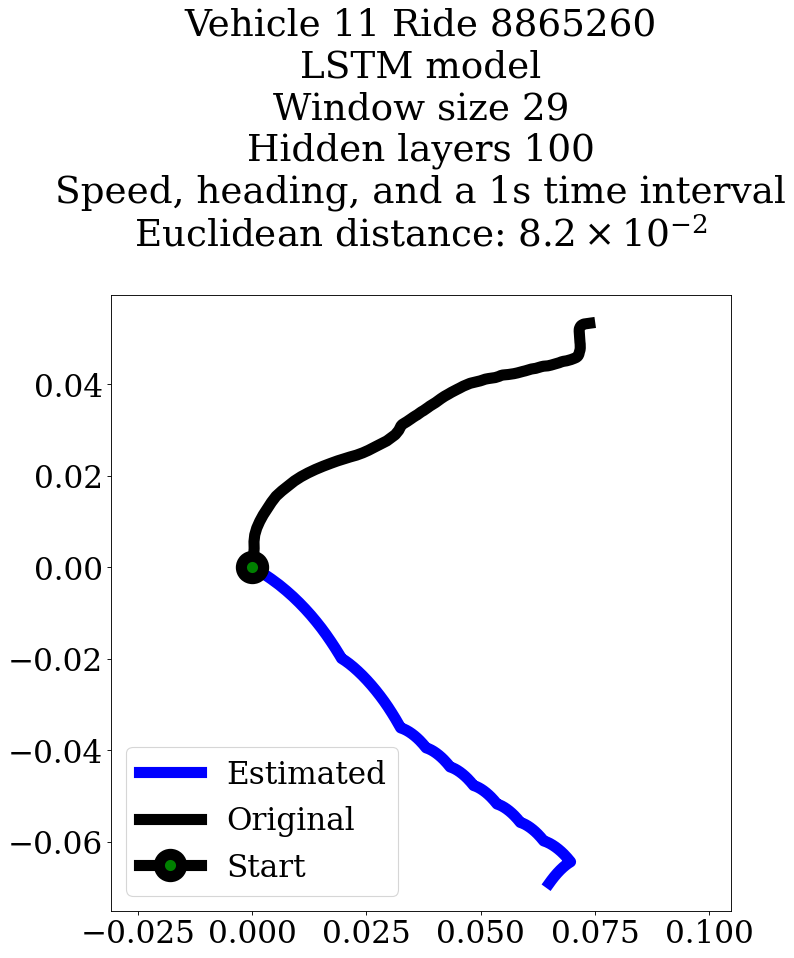 Vehicle 11 Ride 8865260
LSTM model
Window size 29
Hidden layers 100
Speed, heading, and a 1s time interval
Euclidean distance: 8.2 × 10⁻²
0.04
0.02
0.00
−0.02
−0.04
−0.06
Estimated
Original
Start
−0.025 0.000 0.025 0.050 0.075 0.100